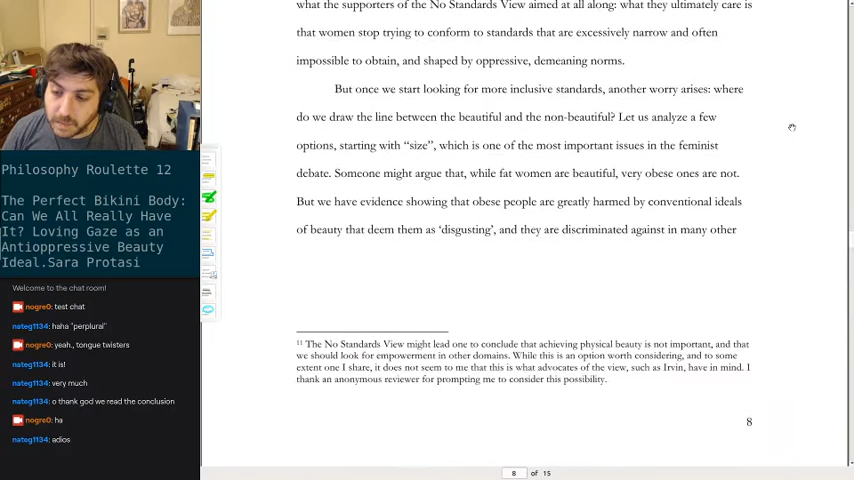 what the supporters of the No Standards View aimed at all along: what they ultimately care is
that women stop trying to conform to standards that are excessively narrow and often
impossible to obtain, and shaped by oppressive, demeaning norms.
But once we start looking for more inclusive standards, another worry arises: where
do we draw the line between the beautiful and the non-beautiful? Let us analyze a few
options, starting with “size”, which is one of the most important issues in the feminist
debate. Someone might argue that, while fat women are beautiful, very obese ones are not.
But we have evidence showing that obese people are greatly harmed by conventional ideals
of beauty that deem them as ‘disgusting’, and they are discriminated against in many other
11 The No Standards View might lead one to conclude that achieving physical beauty is not important, and that
we should look for empowerment in other domains. While this is an option worth considering, and to some
extent one I share, it does not seem to me that this is what advocates of the view, such as Irvin, have in mind. I
thank an anonymous reviewer for prompting me to consider this possibility.
8
8 of 15
Philosophy Roulette 12
The Perfect Bikini Body:
Can We All Really Have
It? Loving Gaze as an
Antioppressive Beauty
Ideal.Sara Protasi
Welcome to the chat room!
nogre0: test chat
nateg1134: haha "perplural"
nogre0: yeah., tongue twisters
nateg1134: it is!
nateg1134: very much
nateg1134: o thank god we read the conclusion
nogre0: ha
nateg1134: adios